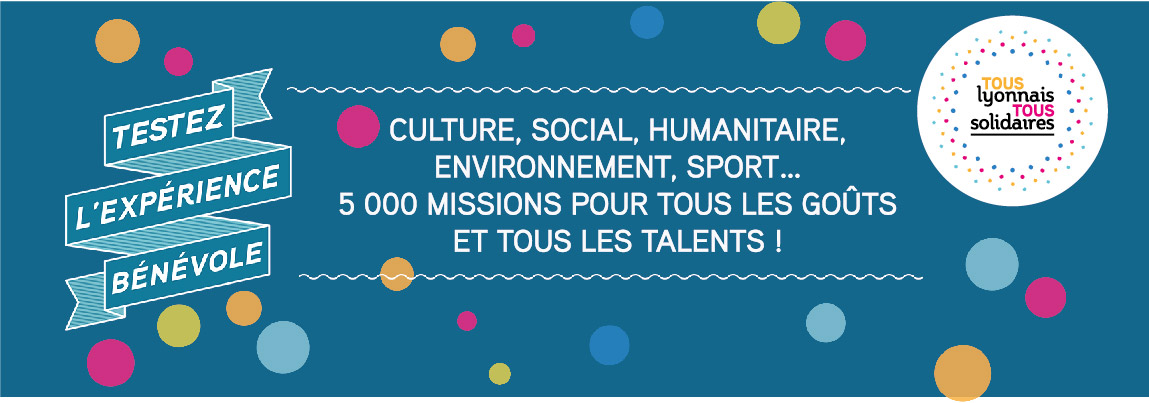 TESTEZ
L'EXPÉRIENCE
BÉNÉVOLE
CULTURE, SOCIAL, HUMANITAIRE,
ENVIRONNEMENT, SPORT...
5 000 MISSIONS POUR TOUS LES GOÛTS
ET TOUS LES TALENTS !
TOUS
lyonnais
TOUS
solidaires